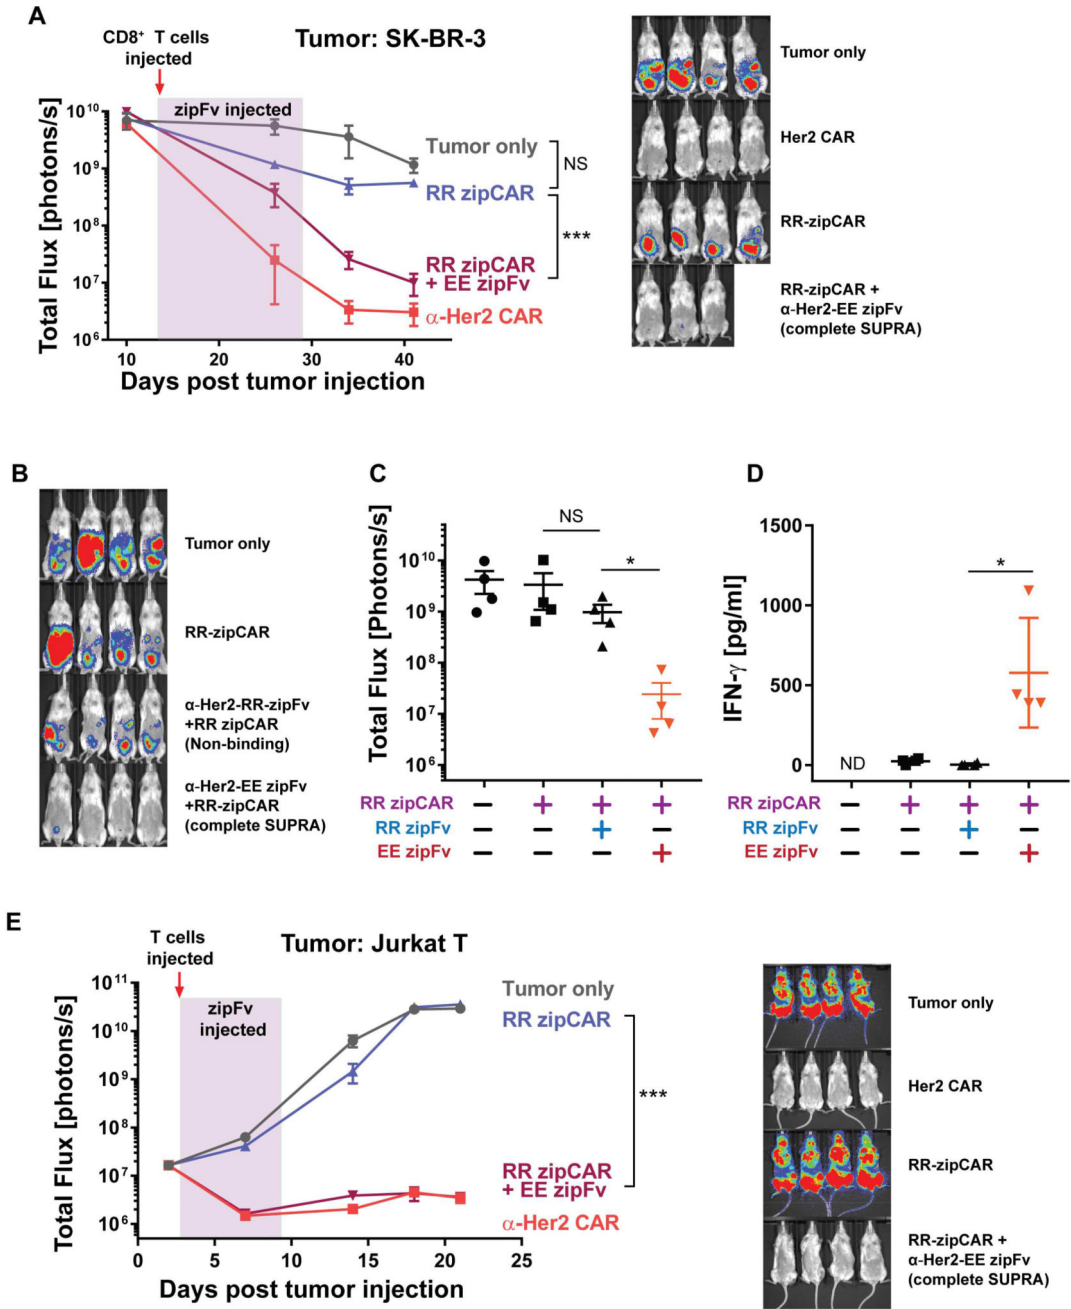 A
CD8⁺ T cells
injected
Tumor: SK-BR-3
zipFv injected
Total Flux [photons/s]
10¹⁰
10⁹
10⁸
10⁷
10⁶
10
20
30
40
Days post tumor injection
Tumor only
RR zipCAR
RR zipCAR
+ EE zipFv
α-Her2 CAR
NS
***
Tumor only
Her2 CAR
RR-zipCAR
RR-zipCAR +
α-Her2-EE zipFv
(complete SUPRA)
B
Tumor only
RR-zipCAR
α-Her2-RR-zipFv
+RR zipCAR
(Non-binding)
α-Her2-EE zipFv
+RR-zipCAR
(complete SUPRA)
C
Total Flux [Photons/s]
10¹⁰
10⁹
10⁸
10⁷
10⁶
NS
*
RR zipCAR − + + +
RR zipFv − − + −
EE zipFv − − − +
D
IFN-γ [pg/ml]
1500
1000
500
0
ND
*
RR zipCAR − + + +
RR zipFv − − + −
EE zipFv − − − +
E
T cells
injected
Tumor: Jurkat T
zipFv
injected
Total Flux [photons/s]
10¹¹
10¹⁰
10⁹
10⁸
10⁷
10⁶
0
5
10
15
20
25
Days post tumor injection
Tumor only
RR zipCAR
RR zipCAR
+ EE zipFv
α-Her2 CAR
***
Tumor only
Her2 CAR
RR-zipCAR
RR-zipCAR +
α-Her2-EE zipFv
(complete SUPRA)